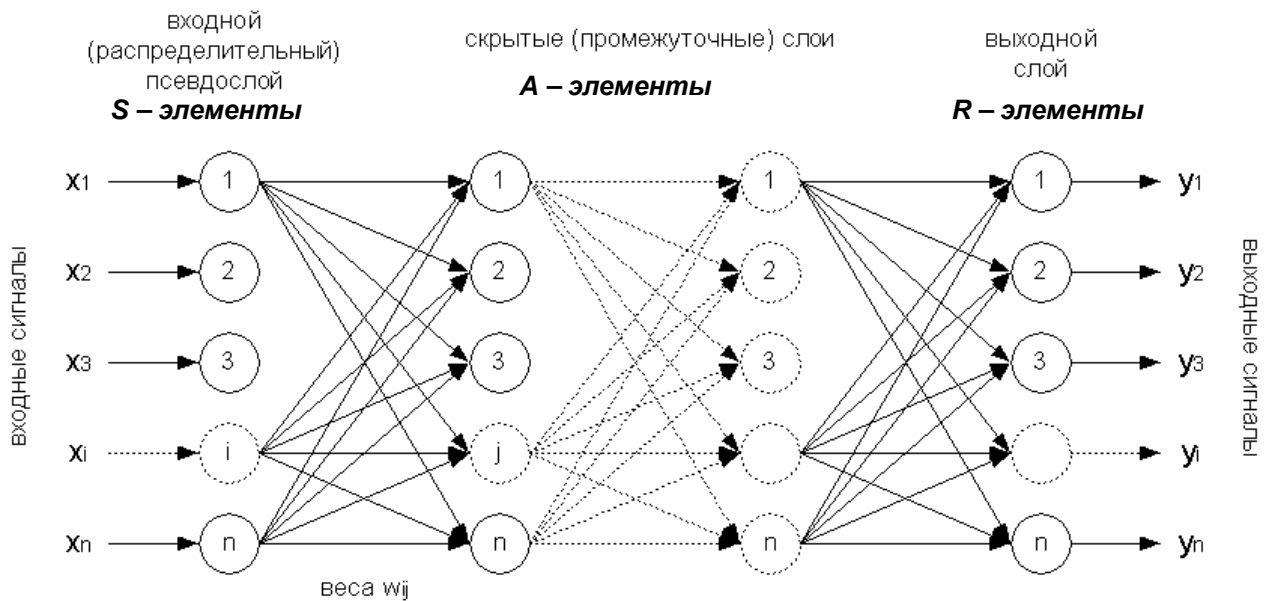 входной
(распределительный)
псевдослой
S – элементы
скрытые (промежуточные) слои
A – элементы
выходной
слой
R – элементы
входные сигналы
x1 1 1 1 1 y1
x2 2 2 2 2 y2
x3 3 3 3 3 y3
xi i j yi
xn n n n n yn
выходные сигналы
веса wij